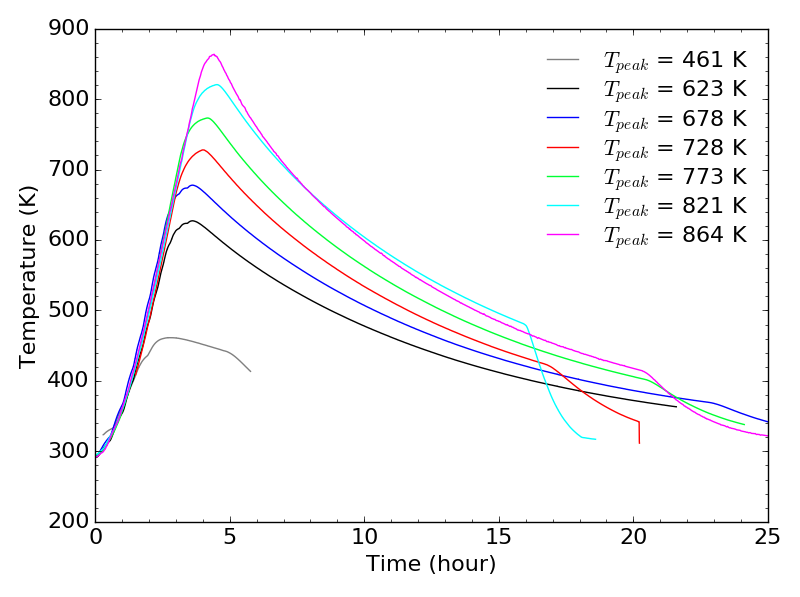 900
800
700
600
500
400
300
200
Temperature (K)
T_peak = 461 K
T_peak = 623 K
T_peak = 678 K
T_peak = 728 K
T_peak = 773 K
T_peak = 821 K
T_peak = 864 K
0 5 10 15 20 25
Time (hour)